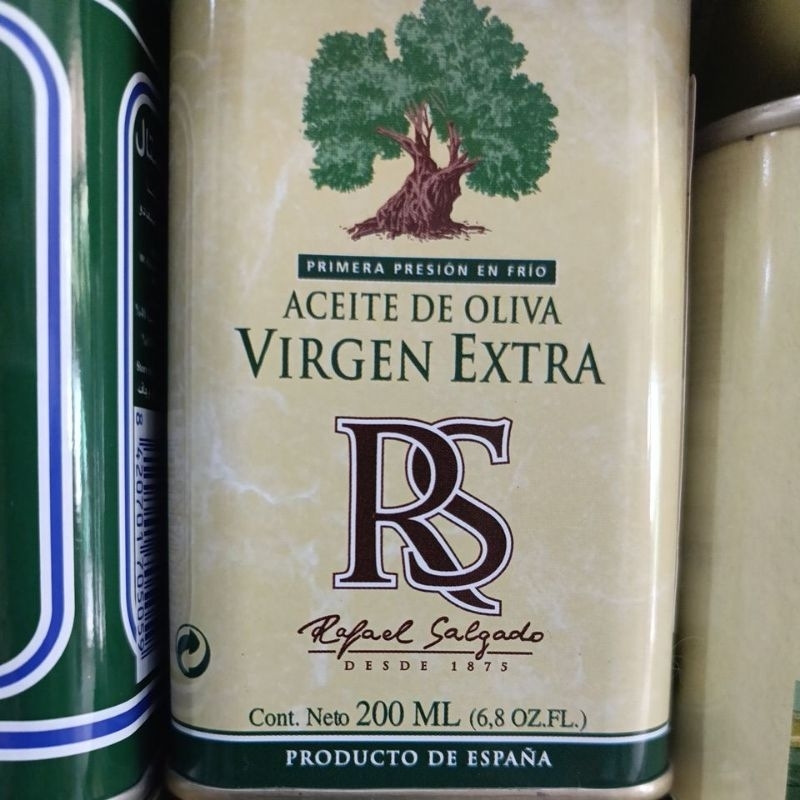 PRIMERA PRESIÓN EN FRÍO
ACEITE DE OLIVA
VIRGEN EXTRA
RS
Rafael Salgado
DESDE 1875
Cont. Neto 200 ML (6,8 OZ.FL.)
PRODUCTO DE ESPAÑA